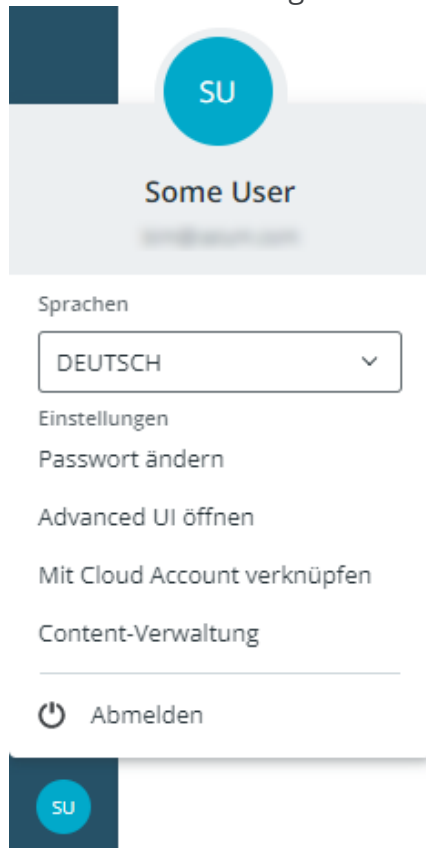 SU
Some User
Sprachen
DEUTSCH
Einstellungen
Passwort ändern
Advanced UI öffnen
Mit Cloud Account verknüpfen
Content-Verwaltung
Abmelden
SU